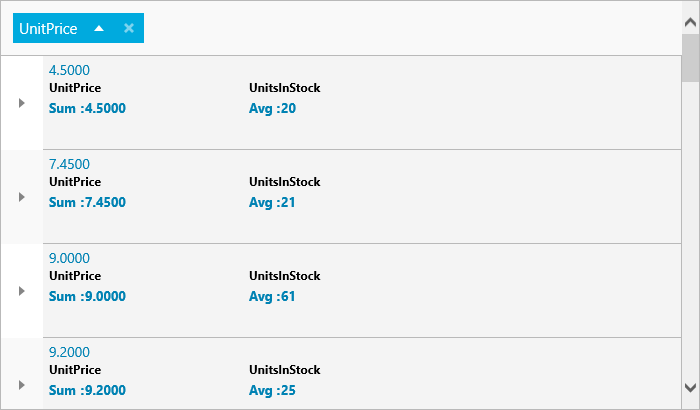 UnitPrice
4.5000
UnitPrice UnitsInStock
Sum :4.5000 Avg :20
7.4500
UnitPrice UnitsInStock
Sum :7.4500 Avg :21
9.0000
UnitPrice UnitsInStock
Sum :9.0000 Avg :61
9.2000
UnitPrice UnitsInStock
Sum :9.2000 Avg :25